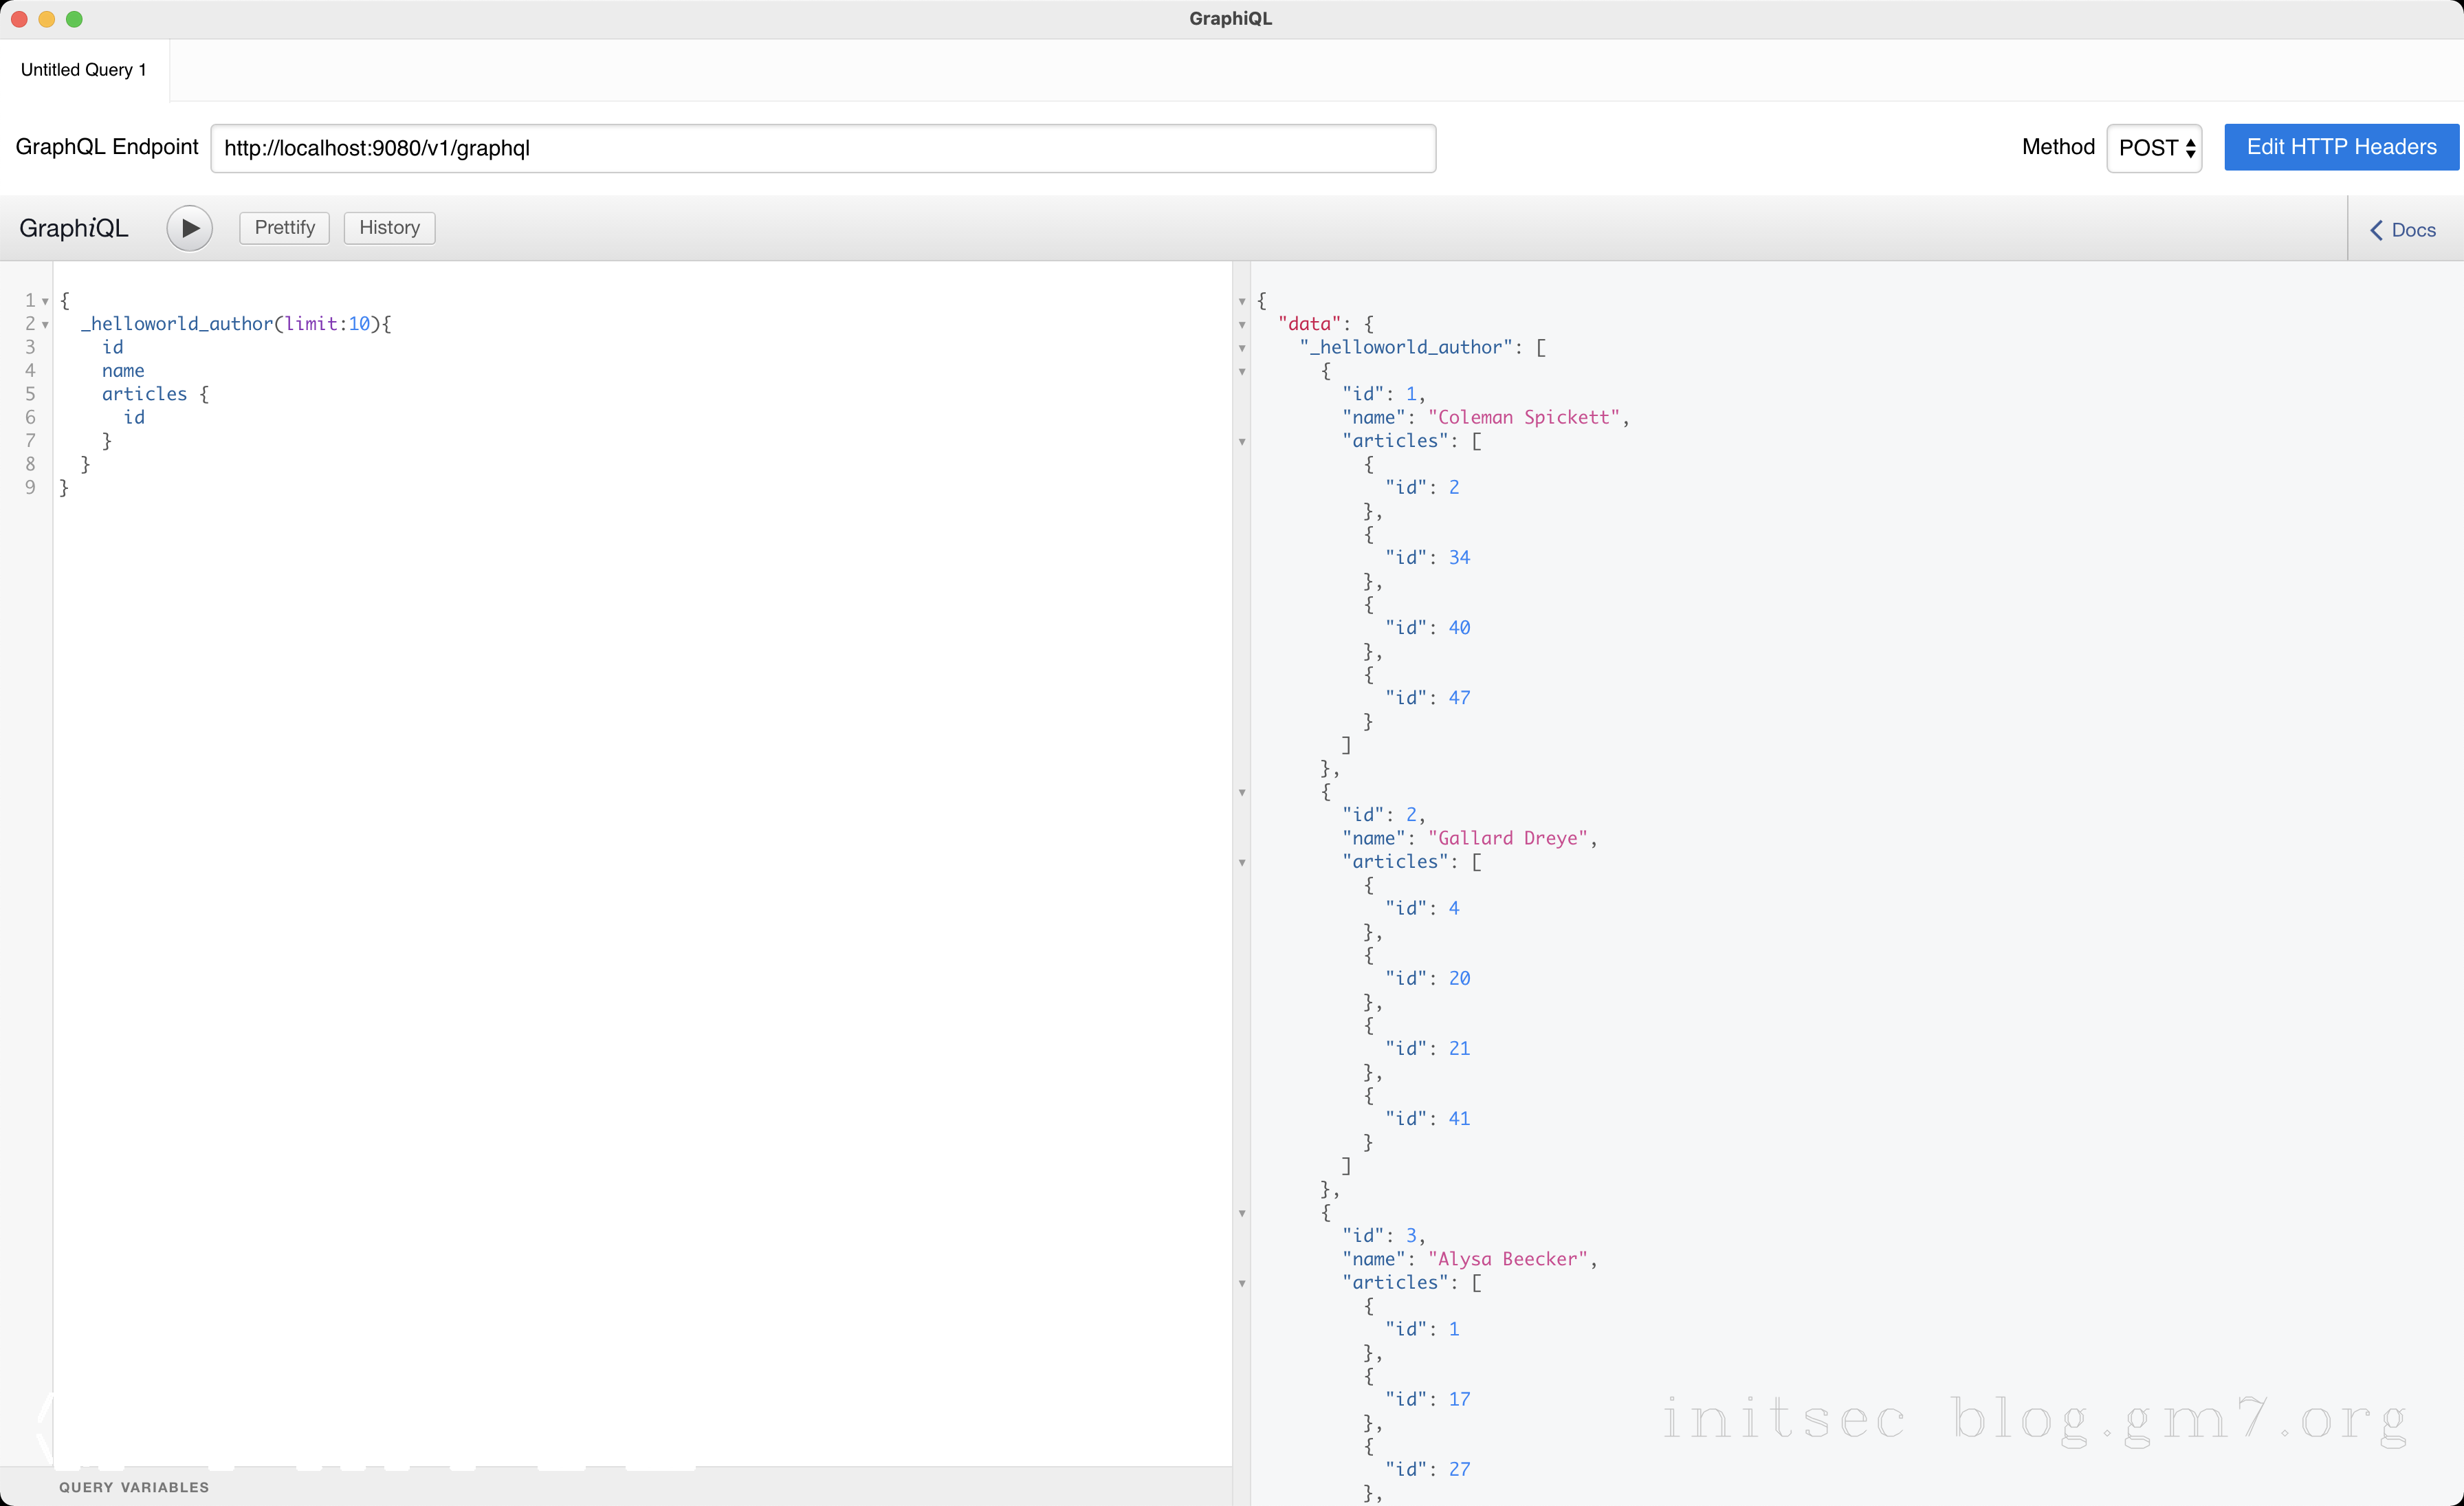 GraphiQL
Untitled Query 1
GraphQL Endpoint http://localhost:9080/v1/graphql Method POST Edit HTTP Headers
GraphiQL Prettify History Docs
1 {
2 _helloworld_author(limit:10){
3 id
4 name
5 articles {
6 id
7 }
8 }
9 }
{
"data": {
"_helloworld_author": [
{
"id": 1,
"name": "Coleman Spickett",
"articles": [
{
"id": 2
},
{
"id": 34
},
{
"id": 40
},
{
"id": 47
}
]
},
{
"id": 2,
"name": "Gallard Dreye",
"articles": [
{
"id": 4
},
{
"id": 20
},
{
"id": 21
},
{
"id": 41
}
]
},
{
"id": 3,
"name": "Alysa Beecker",
"articles": [
{
"id": 1
},
{
"id": 17
},
{
"id": 27
},
initsec blog.gm7.org
QUERY VARIABLES